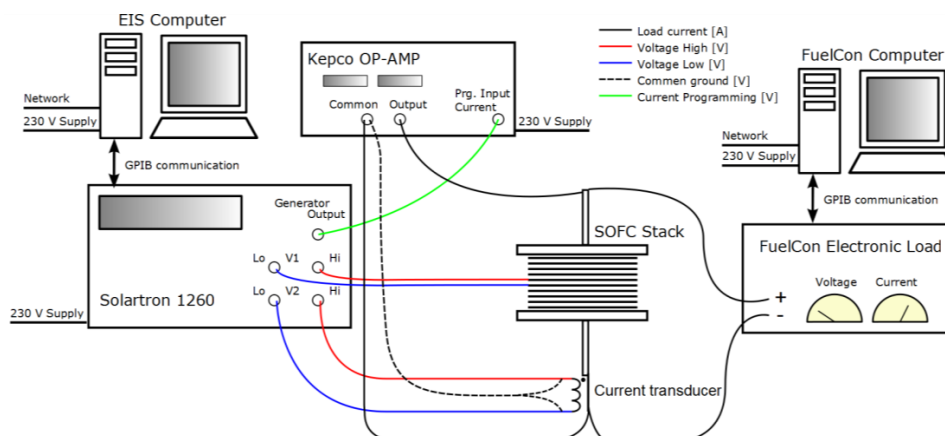 EIS Computer
Network
230 V Supply
GPIB communication
Kepco OP-AMP
Common
Output
Prg. Input
Current
230 V Supply
Load current [A]
Voltage High [V]
Voltage Low [V]
Commen ground [V]
Current Programming [V]
FuelCon Computer
Network
230 V Supply
GPIB communication
Generator
Output
Lo V1 Hi
Lo V2 Hi
Solartron 1260
230 V Supply
SOFC Stack
Current transducer
FuelCon Electronic Load
Voltage Current
+
-